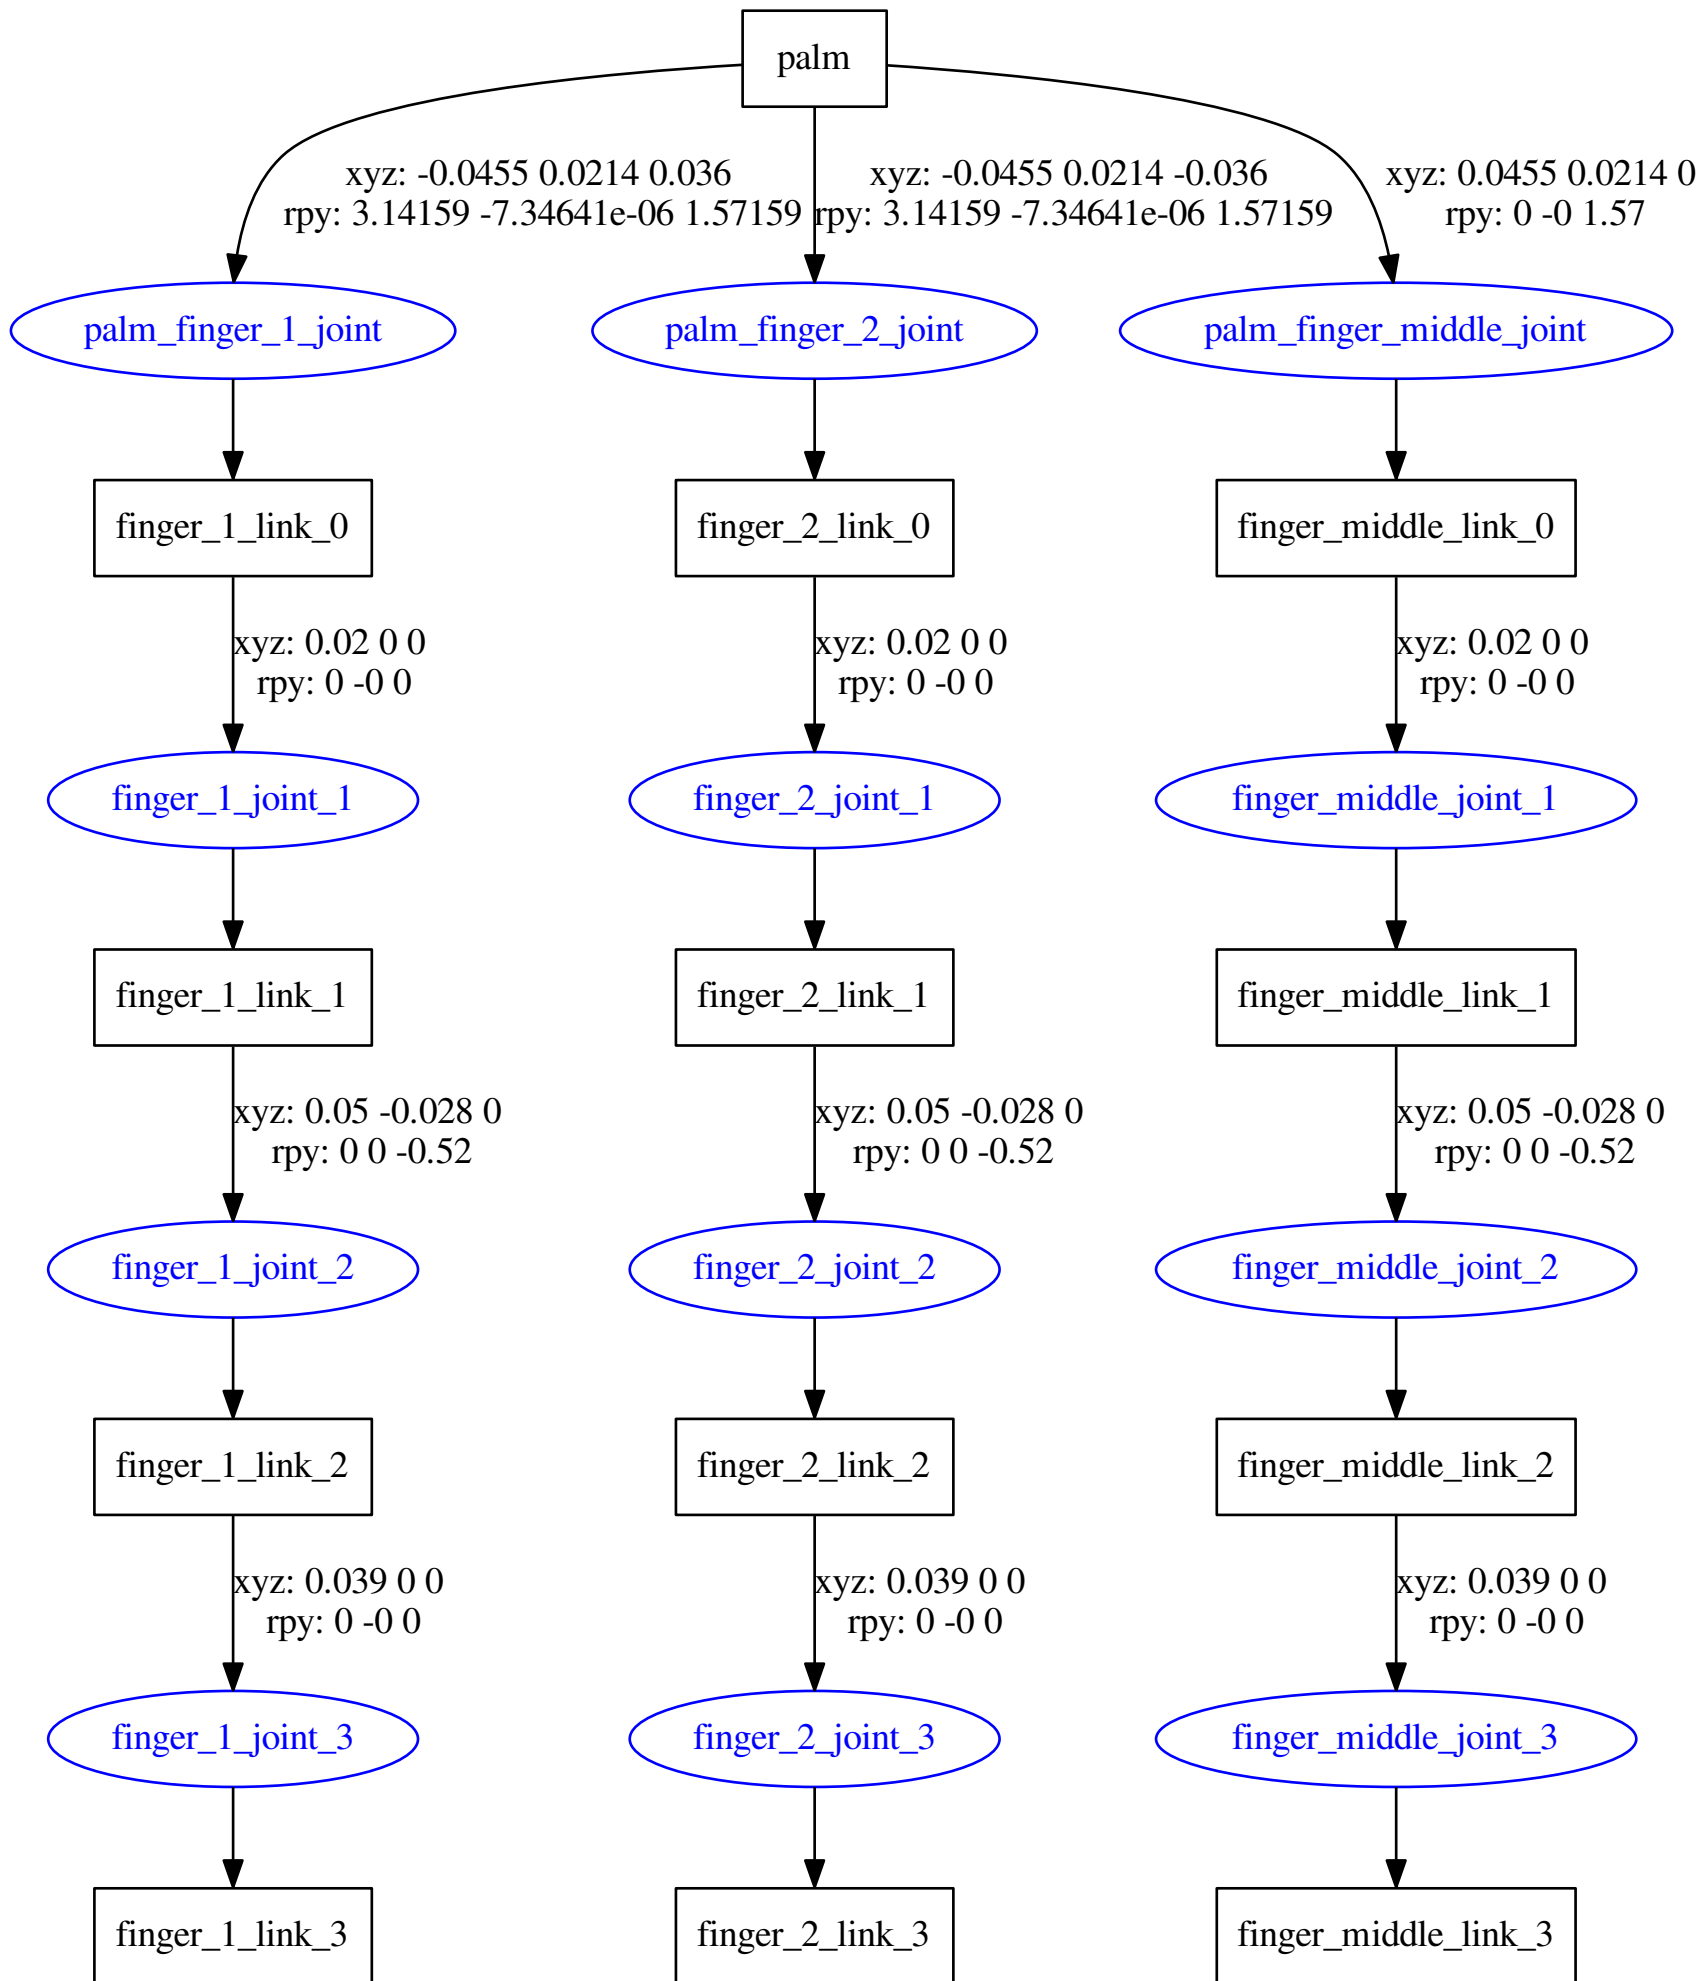 palm
xyz: -0.0455 0.0214 0.036
rpy: 3.14159 -7.34641e-06 1.57159
xyz: -0.0455 0.0214 -0.036
rpy: 3.14159 -7.34641e-06 1.57159
xyz: 0.0455 0.0214 0
rpy: 0 -0 1.57
palm_finger_1_joint
palm_finger_2_joint
palm_finger_middle_joint
finger_1_link_0
finger_2_link_0
finger_middle_link_0
xyz: 0.02 0 0
rpy: 0 -0 0
xyz: 0.02 0 0
rpy: 0 -0 0
xyz: 0.02 0 0
rpy: 0 -0 0
finger_1_joint_1
finger_2_joint_1
finger_middle_joint_1
finger_1_link_1
finger_2_link_1
finger_middle_link_1
xyz: 0.05 -0.028 0
rpy: 0 0 -0.52
xyz: 0.05 -0.028 0
rpy: 0 0 -0.52
xyz: 0.05 -0.028 0
rpy: 0 0 -0.52
finger_1_joint_2
finger_2_joint_2
finger_middle_joint_2
finger_1_link_2
finger_2_link_2
finger_middle_link_2
xyz: 0.039 0 0
rpy: 0 -0 0
xyz: 0.039 0 0
rpy: 0 -0 0
xyz: 0.039 0 0
rpy: 0 -0 0
finger_1_joint_3
finger_2_joint_3
finger_middle_joint_3
finger_1_link_3
finger_2_link_3
finger_middle_link_3